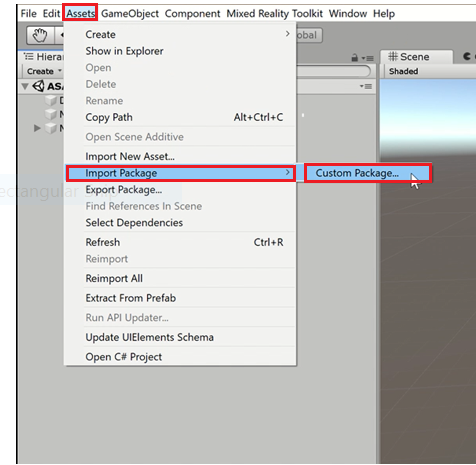 File Edit Assets GameObject Component Mixed Reality Toolkit Window Help
Create
Show in Explorer
Open
Delete
Rename
Copy Path Alt+Ctrl+C
Open Scene Additive
Import New Asset...
Import Package
Custom Package...
Export Package...
Find References In Scene
Select Dependencies
Refresh Ctrl+R
Reimport
Reimport All
Extract From Prefab
Run API Updater...
Update UIElements Schema
Open C# Project
obal
Hierar
Create
ASA
Scene
Shaded
ectangular